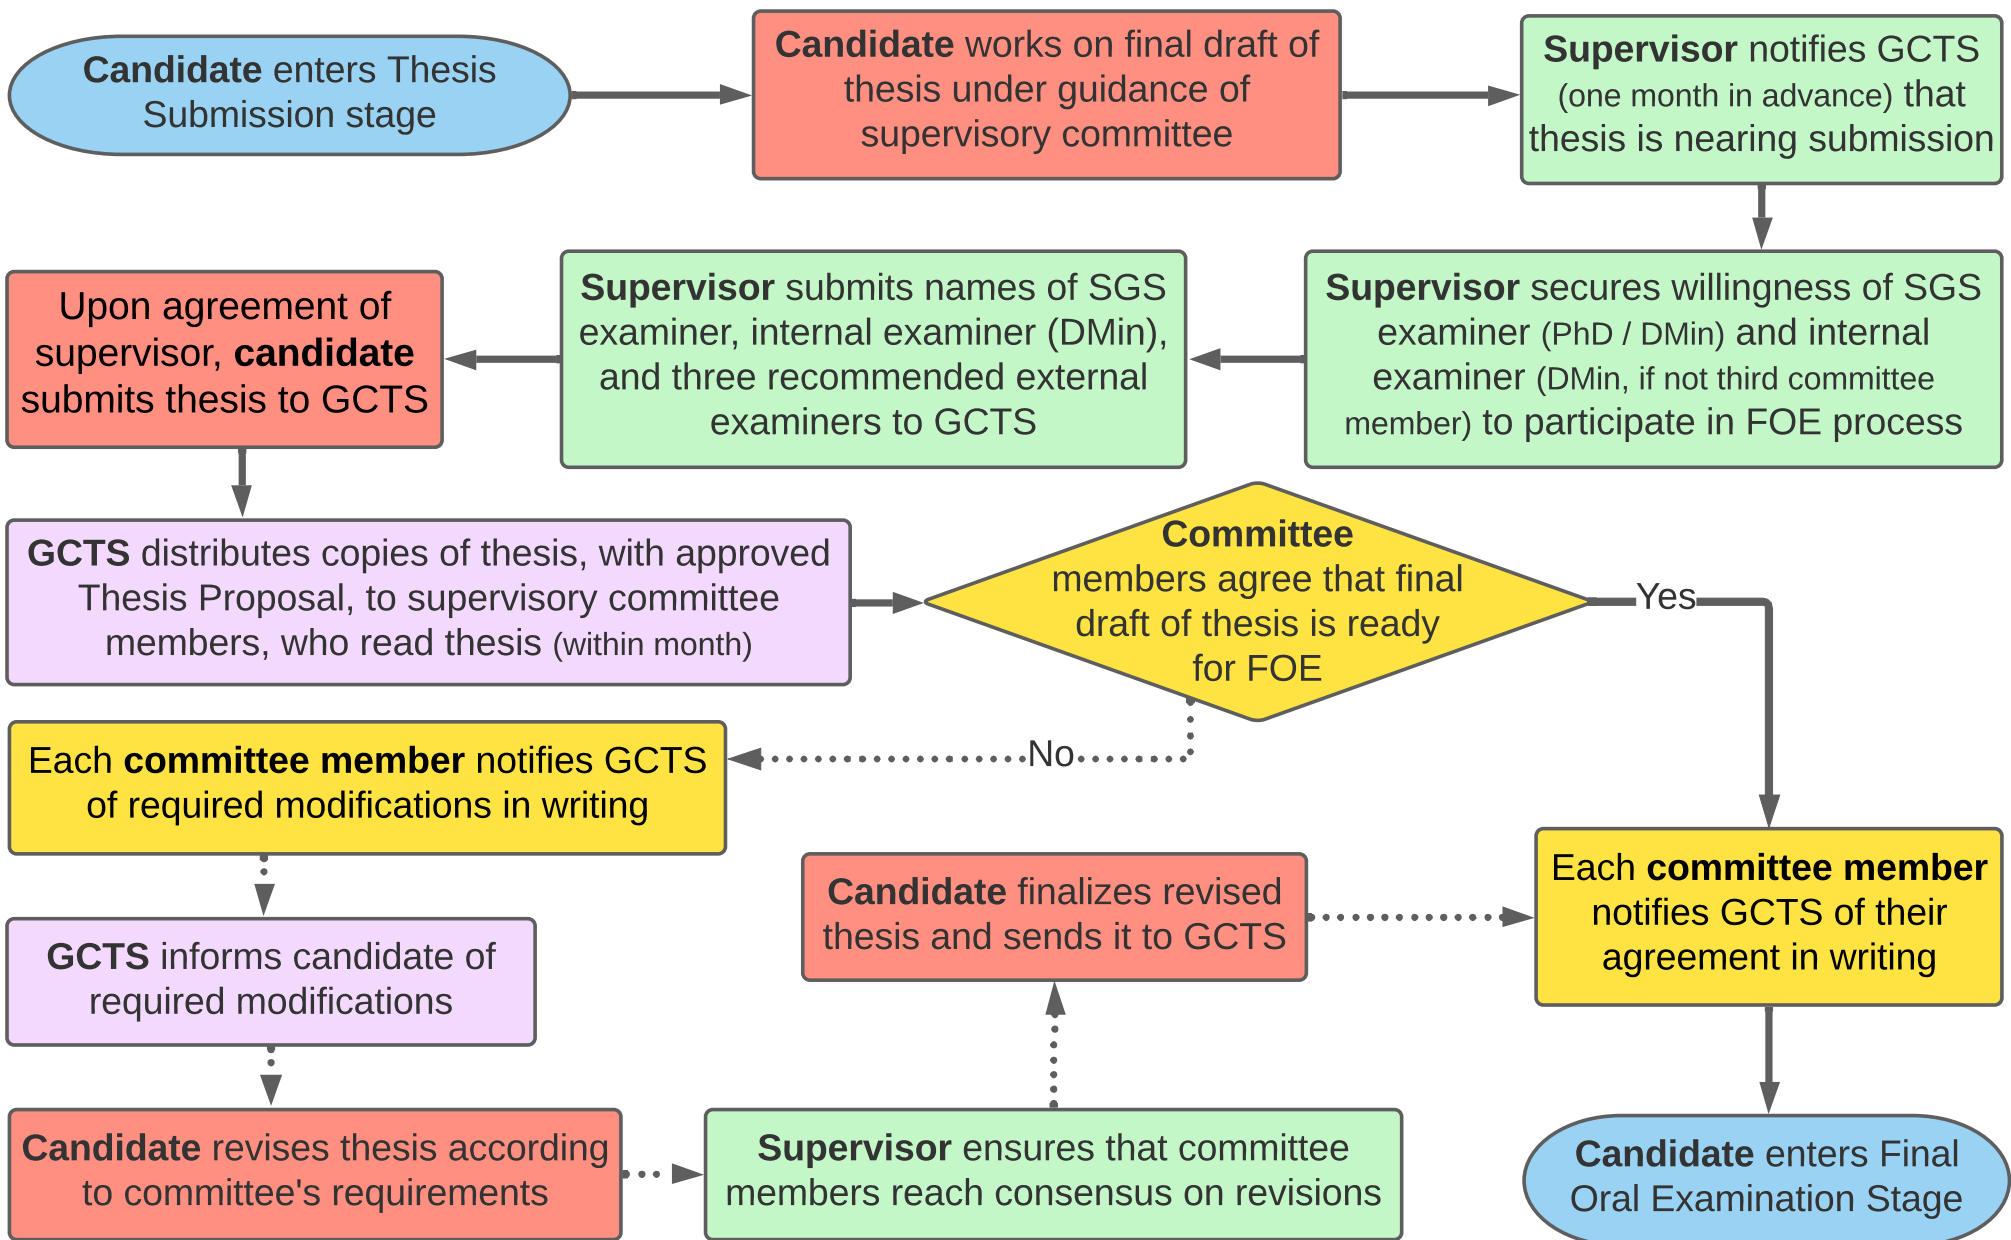 Candidate enters Thesis
Submission stage
Candidate works on final draft of
thesis under guidance of
supervisory committee
Supervisor notifies GCTS
(one month in advance) that
thesis is nearing submission
Supervisor secures willingness of SGS
examiner (PhD / DMin) and internal
examiner (DMin, if not third committee
member) to participate in FOE process
Supervisor submits names of SGS
examiner, internal examiner (DMin),
and three recommended external
examiners to GCTS
Upon agreement of
supervisor, candidate
submits thesis to GCTS
GCTS distributes copies of thesis, with approved
Thesis Proposal, to supervisory committee
members, who read thesis (within month)
Committee
members agree that final
draft of thesis is ready
for FOE
Yes
No
Each committee member notifies GCTS
of required modifications in writing
GCTS informs candidate of
required modifications
Candidate revises thesis according
to committee's requirements
Supervisor ensures that committee
members reach consensus on revisions
Candidate finalizes revised
thesis and sends it to GCTS
Each committee member
notifies GCTS of their
agreement in writing
Candidate enters Final
Oral Examination Stage